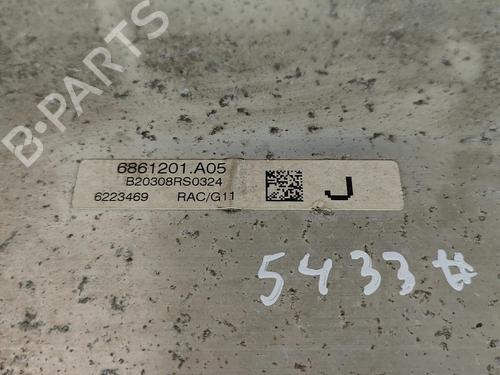 B-PARTS
6861201.A05
B20308RS0324
6223469 RAC/G11
J
5433#